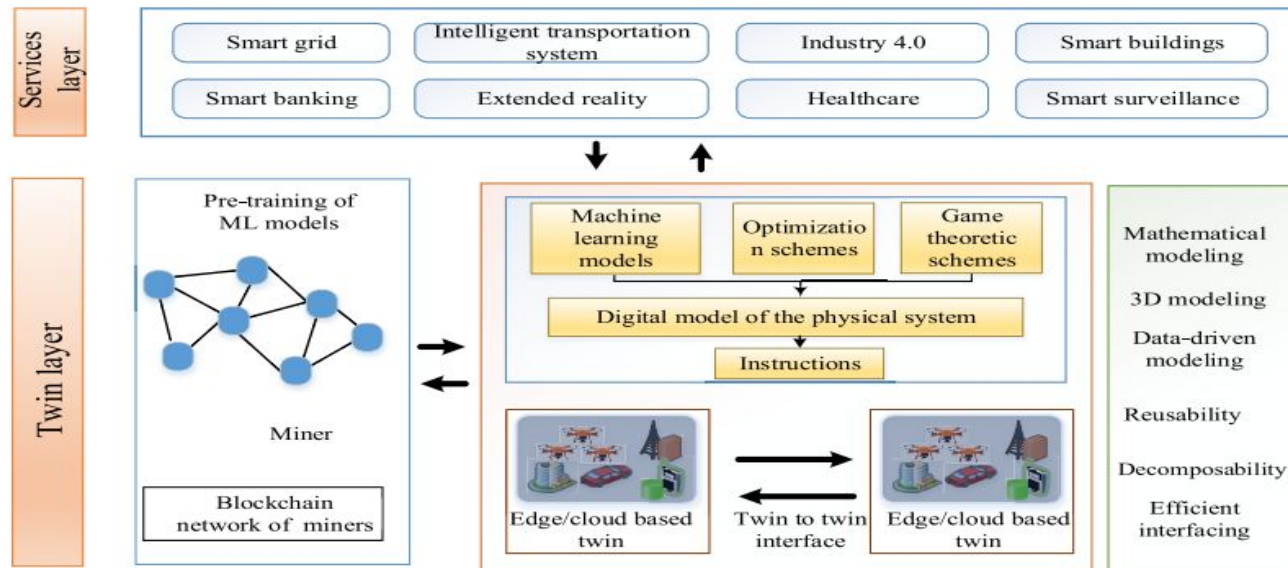 Services
layer
Smart grid
Intelligent transportation
system
Industry 4.0
Smart buildings
Smart banking
Extended reality
Healthcare
Smart surveillance
Twin layer
Pre-training of
ML models
Miner
Blockchain
network of miners
Machine
learning
models
Optimizatio
n schemes
Game
theoretic
schemes
Digital model of the physical system
Instructions
Edge/cloud based
twin
Twin to twin
interface
Edge/cloud based
twin
Mathematical
modeling
3D modeling
Data-driven
modeling
Reusability
Decomposability
Efficient
interfacing